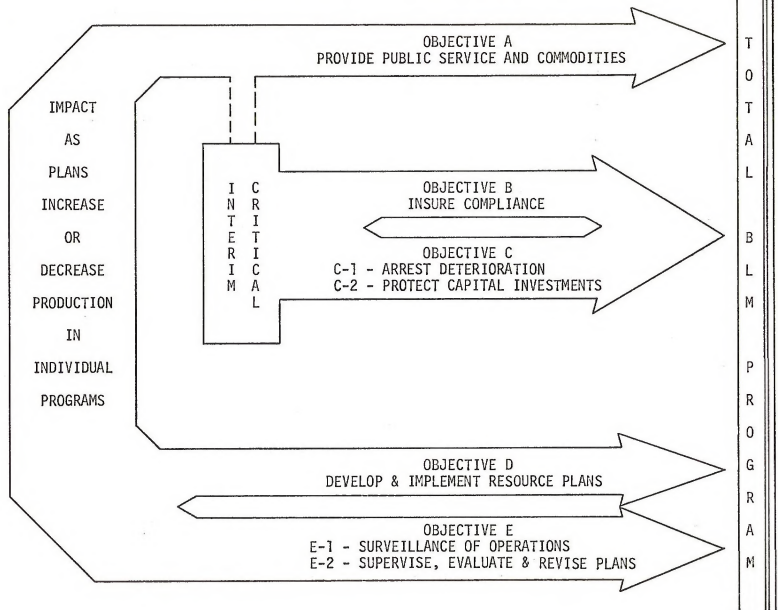 OBJECTIVE A
PROVIDE PUBLIC SERVICE AND COMMODITIES
IMPACT
AS
PLANS
INCREASE
OR
DECREASE
PRODUCTION
IN
INDIVIDUAL
PROGRAMS
INTERIM
CRITICAL
OBJECTIVE B
INSURE COMPLIANCE
OBJECTIVE C
C-1 - ARREST DETERIORATION
C-2 - PROTECT CAPITAL INVESTMENTS
OBJECTIVE D
DEVELOP & IMPLEMENT RESOURCE PLANS
OBJECTIVE E
E-1 - SURVEILLANCE OF OPERATIONS
E-2 - SUPERVISE, EVALUATE & REVISE PLANS
TOTAL BLM PROGRAM